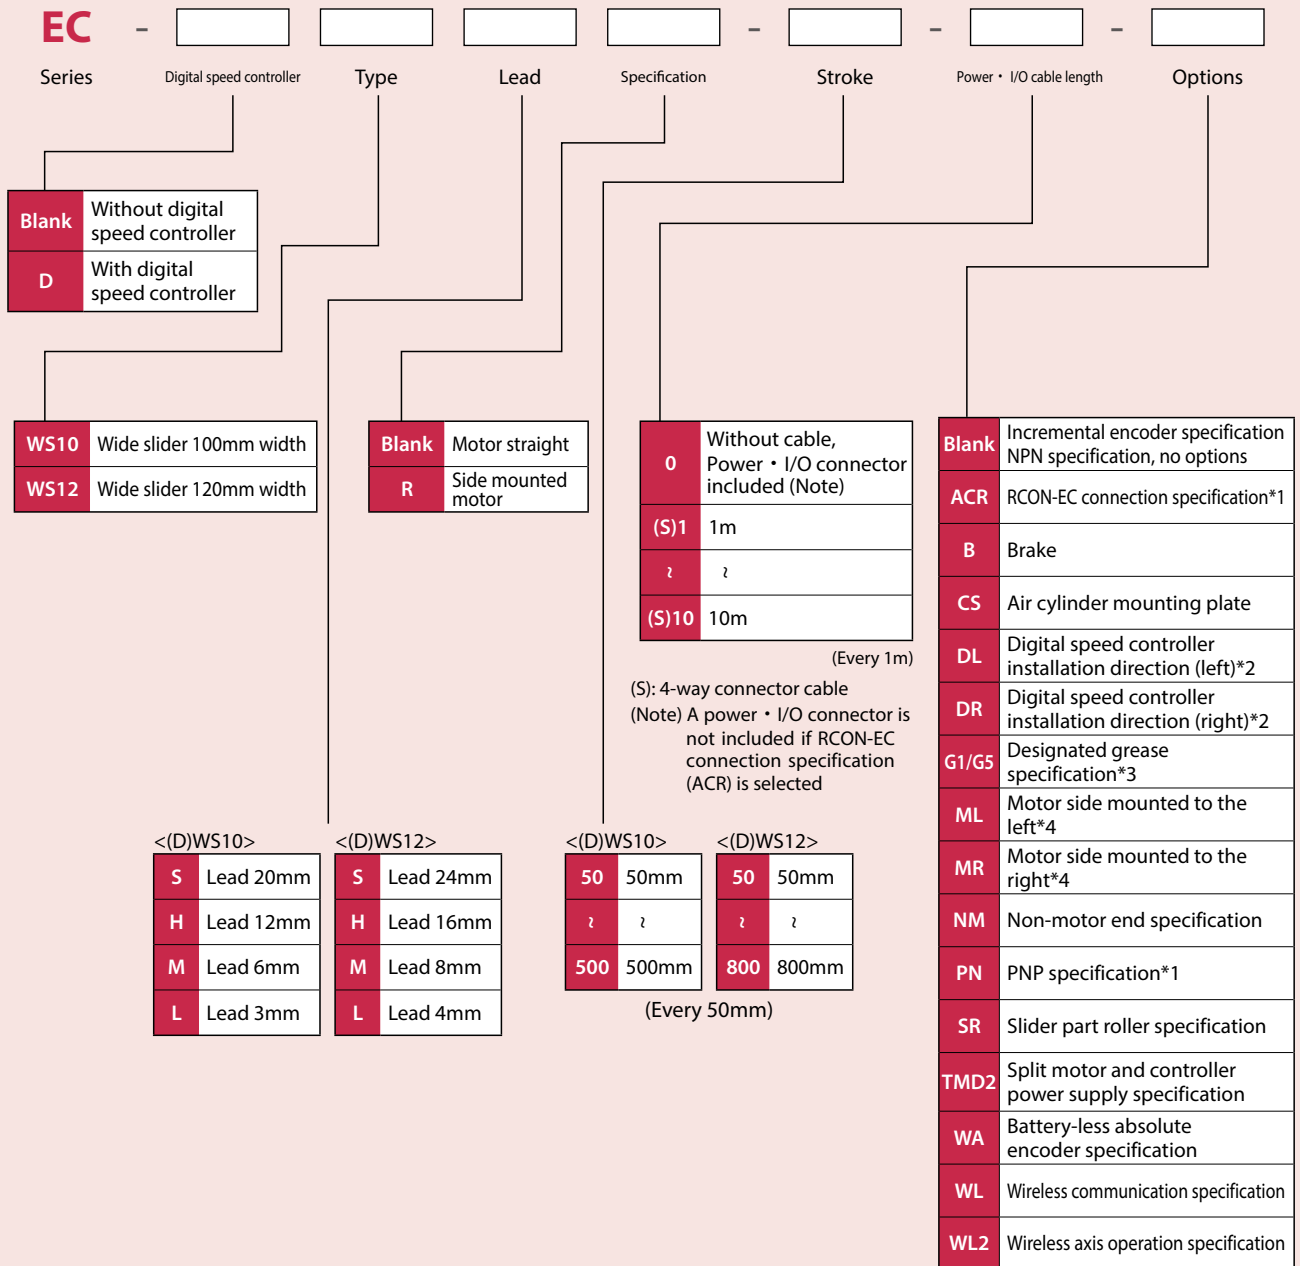 EC - - - -
Series Digital speed controller Type Lead Specification Stroke Power・I/O cable length Options
Blank Without digital
speed controller
D With digital
speed controller
WS10 Wide slider 100mm width
WS12 Wide slider 120mm width
Blank Motor straight
R Side mounted
motor
0 Without cable,
Power・I/O connector
included (Note)
(S)1 1m
~ ~
(S)10 10m
(Every 1m)
(S): 4-way connector cable
(Note) A power・I/O connector is
not included if RCON-EC
connection specification
(ACR) is selected
<(D)WS10>
S Lead 20mm
H Lead 12mm
M Lead 6mm
L Lead 3mm
<(D)WS12>
S Lead 24mm
H Lead 16mm
M Lead 8mm
L Lead 4mm
<(D)WS10>
50 50mm
~ ~
500 500mm
<(D)WS12>
50 50mm
~ ~
800 800mm
(Every 50mm)
Blank Incremental encoder specification
NPN specification, no options
ACR RCON-EC connection specification*1
B Brake
CS Air cylinder mounting plate
DL Digital speed controller
installation direction (left)*2
DR Digital speed controller
installation direction (right)*2
G1/G5 Designated grease
specification*3
ML Motor side mounted to the
left*4
MR Motor side mounted to the
right*4
NM Non-motor end specification
PN PNP specification*1
SR Slider part roller specification
TMD2 Split motor and controller
power supply specification
WA Battery-less absolute
encoder specification
WL Wireless communication specification
WL2 Wireless axis operation specification